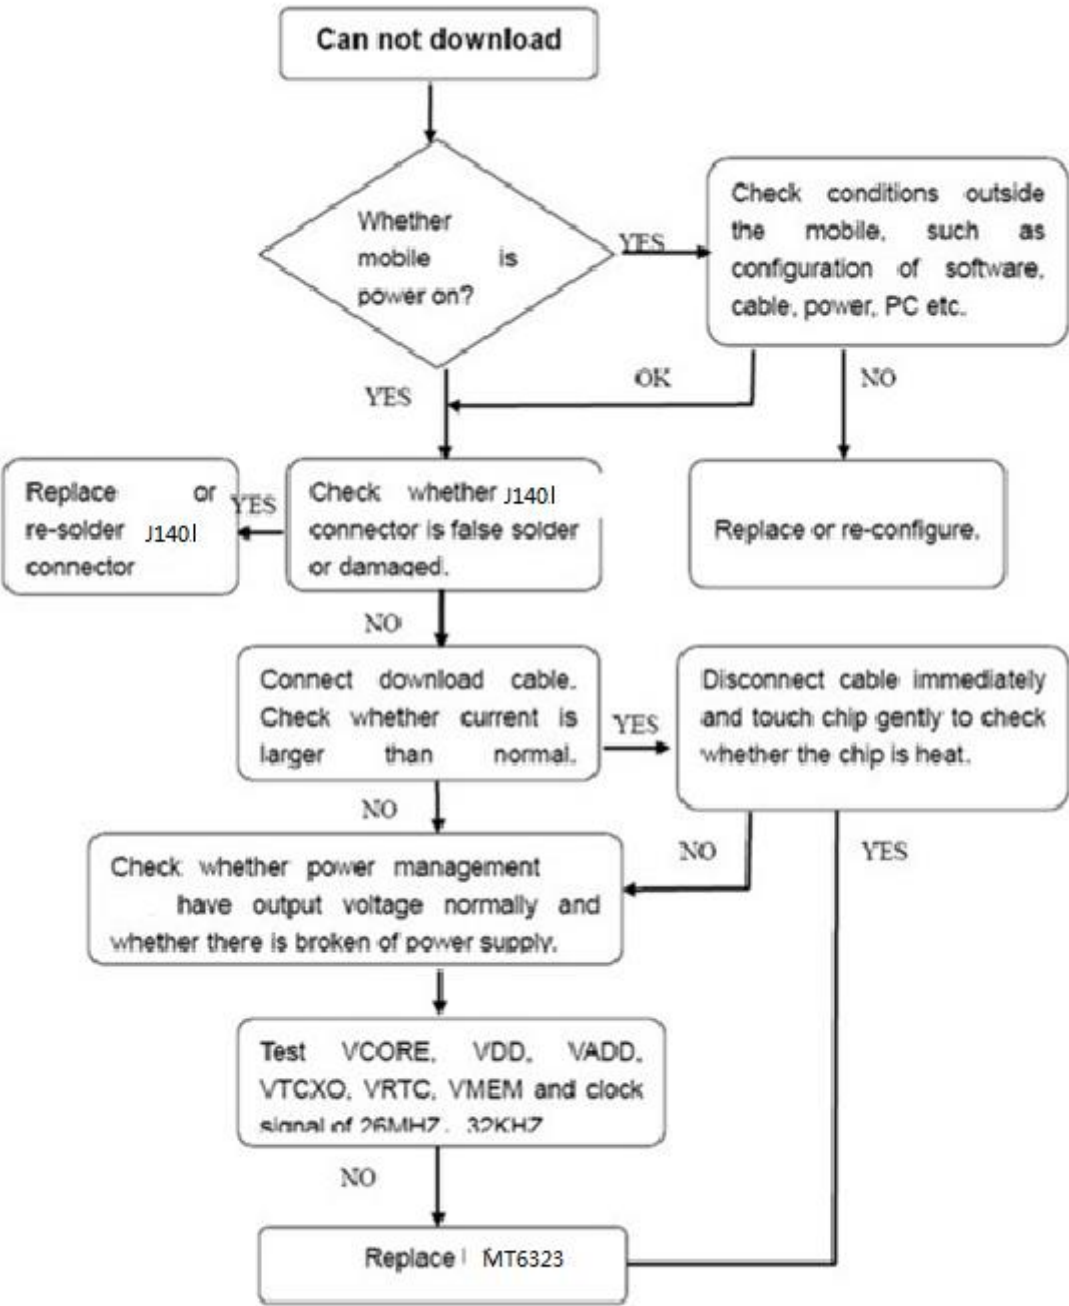 Can not download
Whether
mobile is
power on?
YES
Check conditions outside
the mobile, such as
configuration of software,
cable, power, PC etc.
YES
OK
NO
Replace or
re-solder J1401
connector
YES
Check whether J1401
connector is false solder
or damaged.
Replace or re-configure.
NO
Connect download cable.
Check whether current is
larger than normal.
YES
Disconnect cable immediately
and touch chip gently to check
whether the chip is heat.
NO
NO
YES
Check whether power management
have output voltage normally and
whether there is broken of power supply.
Test VCORE, VDD, VADD,
VTCXO, VRTC, VMEM and clock
signal of 26MHZ, 32KHZ
NO
Replace MT6323